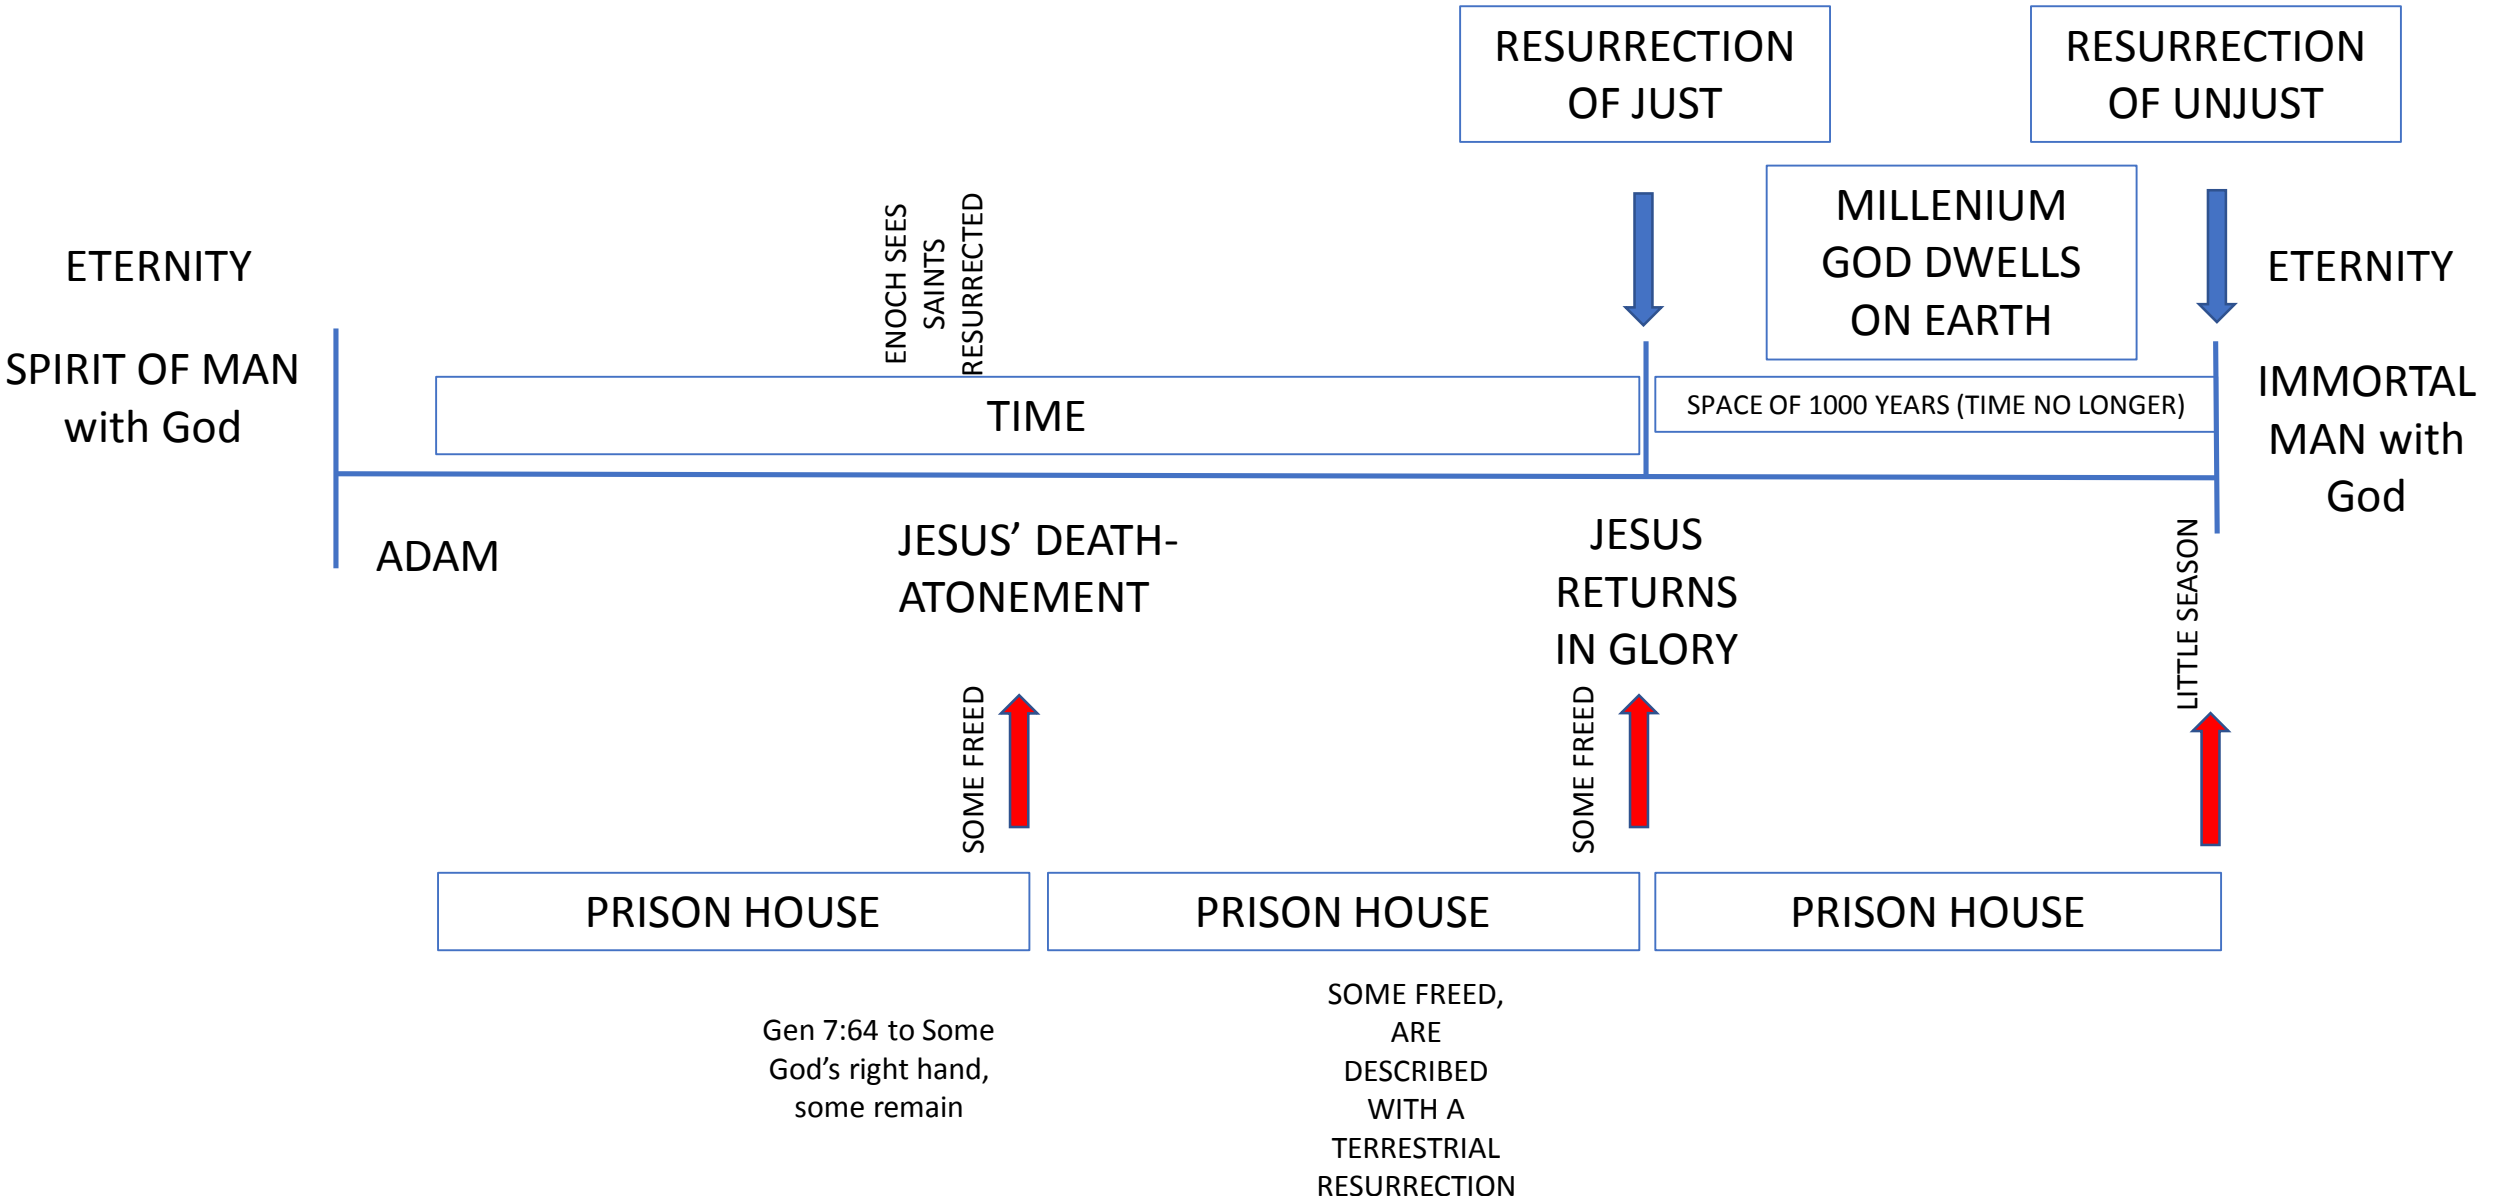 RESURRECTION
OF JUST
RESURRECTION
OF UNJUST
MILLENIUM
GOD DWELLS
ON EARTH
ENOCH SEES
SAINTS
RESURRECTED
ETERNITY
SPIRIT OF MAN
with God
ETERNITY
IMMORTAL
MAN with
God
TIME
SPACE OF 1000 YEARS (TIME NO LONGER)
ADAM
JESUS’ DEATH-
ATONEMENT
JESUS
RETURNS
IN GLORY
LITTLE SEASON
SOME FREED
SOME FREED
PRISON HOUSE
PRISON HOUSE
PRISON HOUSE
Gen 7:64 to Some
God’s right hand,
some remain
SOME FREED,
ARE
DESCRIBED
WITH A
TERRESTRIAL
RESURRECTION